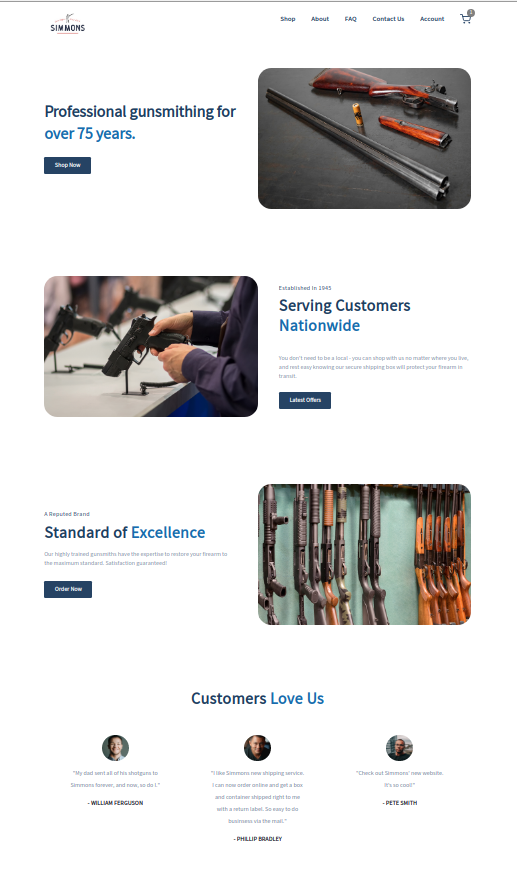 SIMMONS
Shop About FAQ Contact Us Account
Professional gunsmithing for
over 75 years.
Shop Now
Established In 1945
Serving Customers
Nationwide
You don't need to be a local - you can shop with us no matter where you live,
and rest easy knowing our secure shipping box will protect your firearm in
transit.
Latest Offers
A Reputed Brand
Standard of Excellence
Our highly trained gunsmiths have the expertise to restore your firearm to
the maximum standard. Satisfaction guaranteed!
Order Now
Customers Love Us
"My dad sent all of his shotguns to
Simmons forever, and now, so do I."
- WILLIAM FERGUSON
"I like Simmons new shipping service.
I can now order online and get a box
and container shipped right to me
with a return label. So easy to do
business via the mail."
- PHILLIP BRADLEY
"Check out Simmons' new website.
It's so cool!"
- PETE SMITH